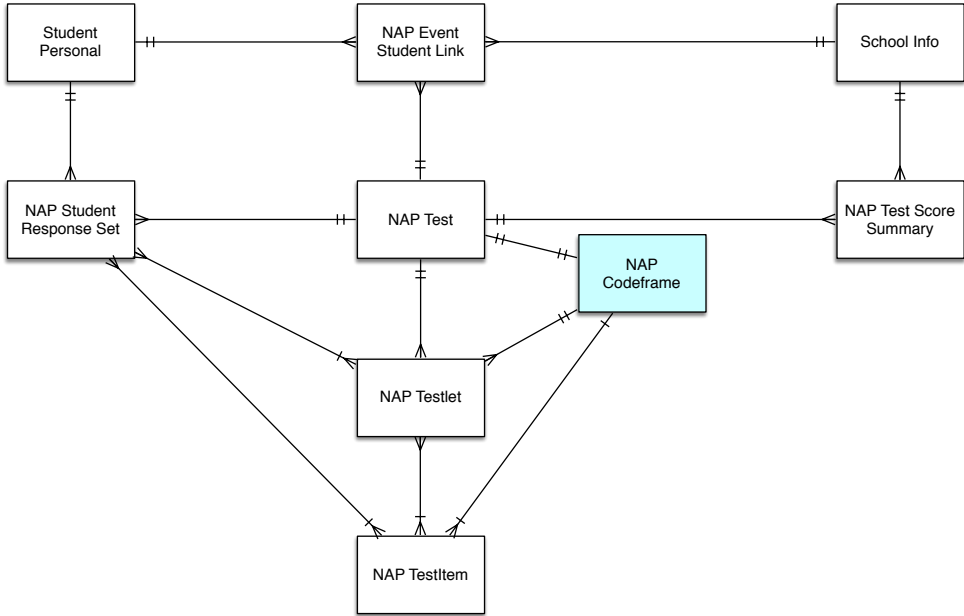 Student
Personal
NAP Event
Student Link
School Info
NAP Student
Response Set
NAP Test
NAP Test Score
Summary
NAP
Codeframe
NAP Testlet
NAP TestItem